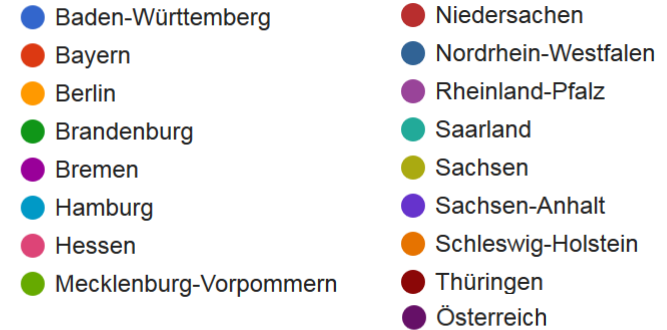 Baden-Württemberg
Bayern
Berlin
Brandenburg
Bremen
Hamburg
Hessen
Mecklenburg-Vorpommern
Niedersachen
Nordrhein-Westfalen
Rheinland-Pfalz
Saarland
Sachsen
Sachsen-Anhalt
Schleswig-Holstein
Thüringen
Österreich